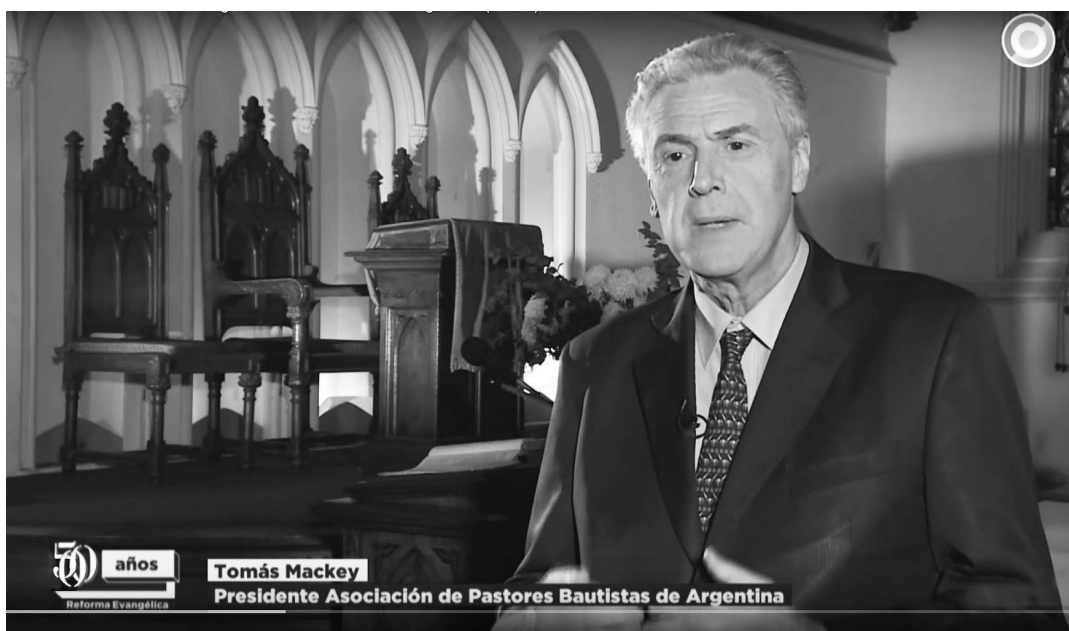 500 años
Reforma Evangélica
Tomás Mackey
Presidente Asociación de Pastores Bautistas de Argentina